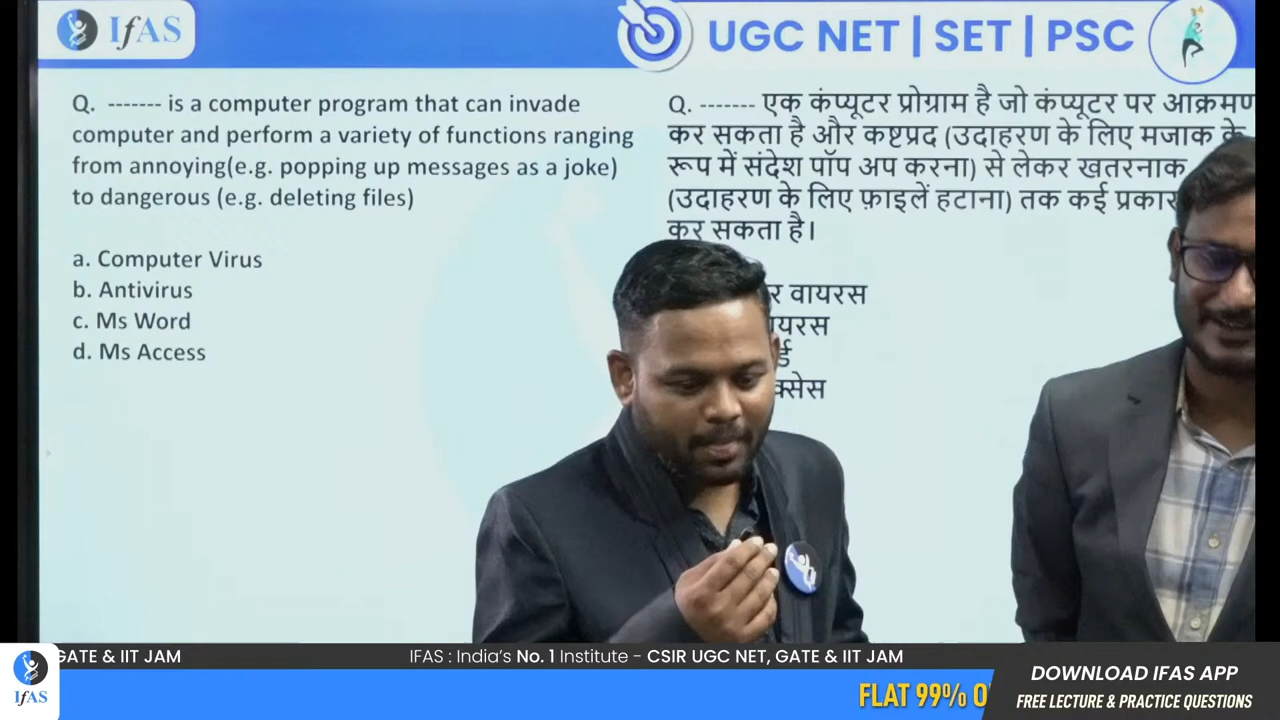 IfAS
UGC NET | SET | PSC
Q. ------- is a computer program that can invade
computer and perform a variety of functions ranging
from annoying(e.g. popping up messages as a joke)
to dangerous (e.g. deleting files)
a. Computer Virus
b. Antivirus
c. Ms Word
d. Ms Access
Q. ------- एक कंप्यूटर प्रोग्राम है जो कंप्यूटर पर आक्रमण
कर सकता है और कष्टप्रद (उदाहरण के लिए मजाक के
रूप में संदेश पॉप अप करना) से लेकर खतरनाक
(उदाहरण के लिए फ़ाइलें हटाना) तक कई प्रकार
कर सकता है।
वायरस
GATE & IIT JAM
IFAS : India's No. 1 Institute - CSIR UGC NET, GATE & IIT JAM
IfAS
FLAT 99%
DOWNLOAD IFAS APP
FREE LECTURE & PRACTICE QUESTIONS